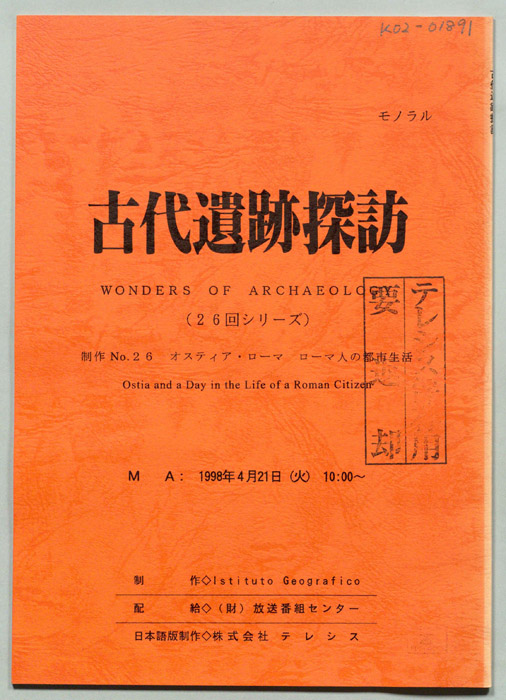 K02-01891
モノラル
古代遺跡探訪
WONDERS OF ARCHAEOLOGY
(26回シリーズ)
制作 No.26 オスティア・ローマ ローマ人の都市生活
Ostia and a Day in the Life of a Roman Citizen
要 却
M A: 1998年4月21日(火) 10:00~
制 作◇Istituto Geografico
配 給◇(財)放送番組センター
日本語版制作◇株式会社 テレシス